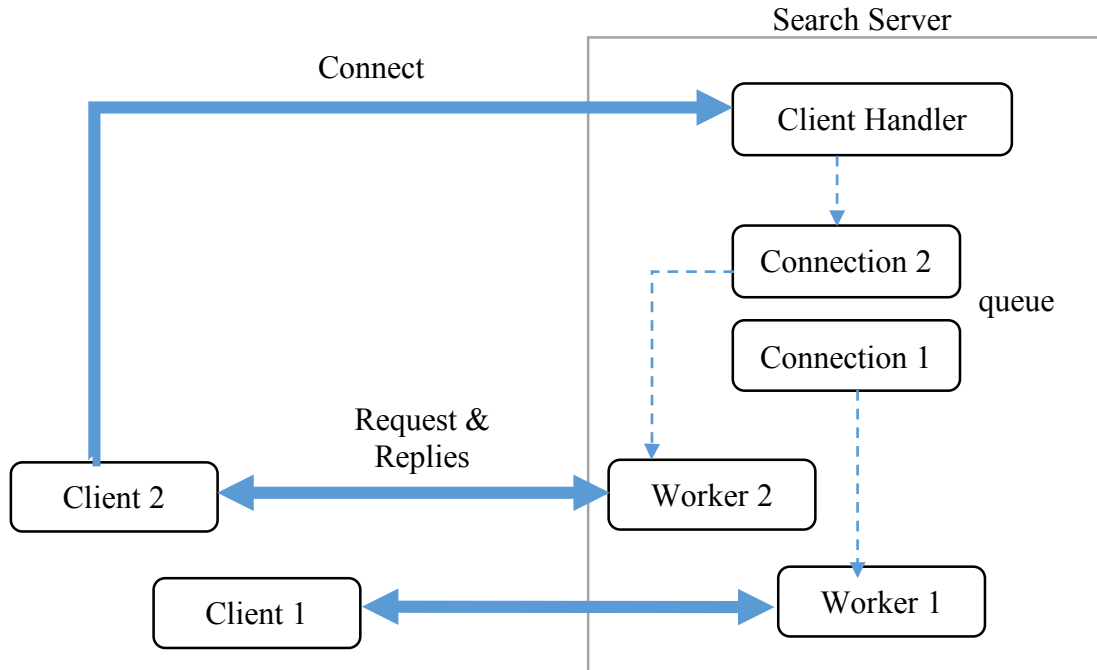 Search Server
Connect
Client Handler
Connection 2
queue
Connection 1
Request &
Replies
Client 2
Worker 2
Client 1
Worker 1